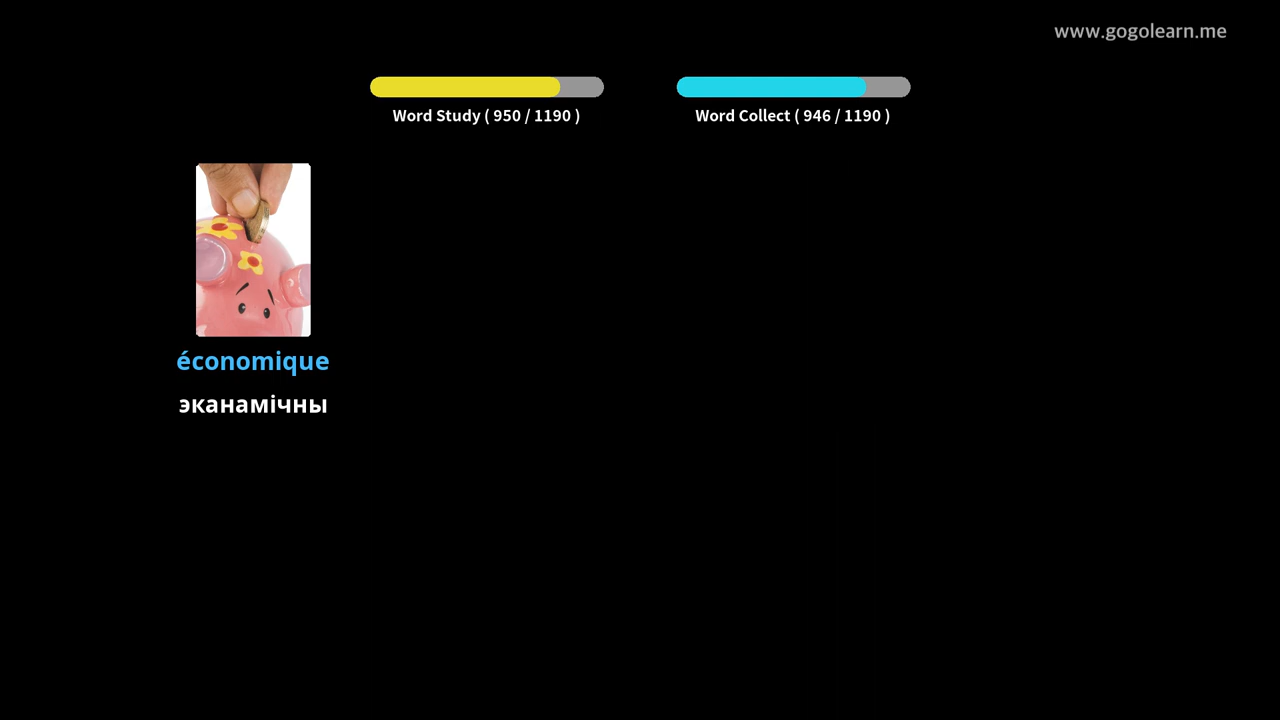 www.gogolearn.me
Word Study ( 950 / 1190 )
Word Collect ( 946 / 1190 )
économique
эканамічны